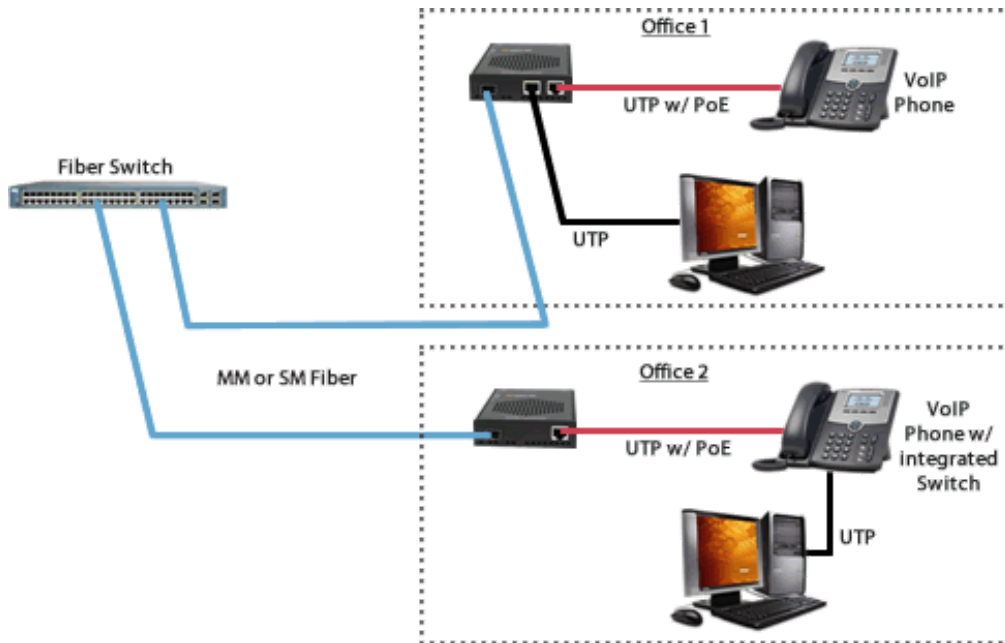 Office 1
VoIP
Phone
UTP w/ PoE
Fiber Switch
UTP
MM or SM Fiber
Office 2
VoIP
Phone w/
integrated
Switch
UTP w/ PoE
UTP